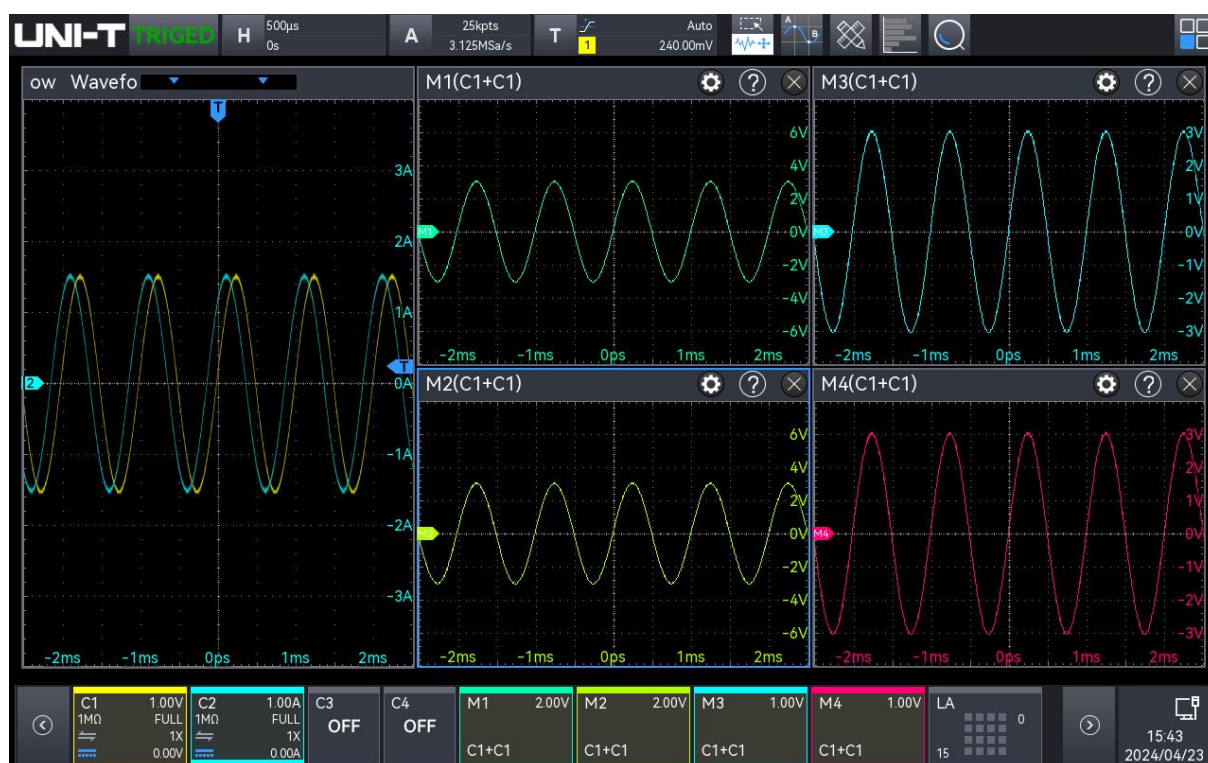 UNI-T TRIGED H 500µs A 25kpts T Auto
0s 3.125MSa/s 1 240.00mV A B
ow Wavefo
T
3A
2A
1A
T
2 0A
-1A
-2A
-3A
-2ms -1ms 0ps 1ms 2ms
M1(C1+C1)
6V
4V
2V
M1 0V
-2V
-4V
-6V
-2ms -1ms 0ps 1ms 2ms
M3(C1+C1)
3V
2V
1V
M3 0V
-1V
-2V
-3V
-2ms -1ms 0ps 1ms 2ms
M2(C1+C1)
6V
4V
2V
M2 0V
-2V
-4V
-6V
-2ms -1ms 0ps 1ms 2ms
M4(C1+C1)
3V
2V
1V
M4 0V
-1V
-2V
-3V
-2ms -1ms 0ps 1ms 2ms
C1 1.00V
1MΩ FULL
1X
0.00V
C2 1.00A
1MΩ FULL
1X
0.00A
C3
OFF
C4
OFF
M1 2.00V
C1+C1
M2 2.00V
C1+C1
M3 1.00V
C1+C1
M4 1.00V
C1+C1
LA
0
15
15:43
2024/04/23